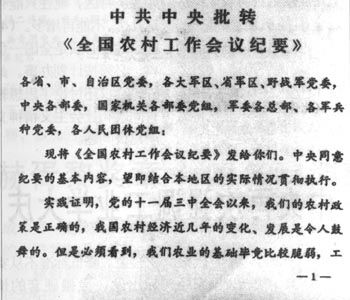 中共中央批转
《全国农村工作会议纪要》
各省、市、自治区党委，各大军区、省军区、野战军党委，
中央各部委，国家机关各部委党组，军委各总部、各军兵
种党委，各人民团体党组：
现将《全国农村工作会议纪要》发给你们。中央同意
纪要的基本内容，望即结合本地区的实际情况贯彻执行。
实践证明，党的十一届三中全会以来，我们的农村政
策是正确的，我国农村经济近几年的变化、发展是令人鼓
舞的。但是必须看到，我们农业的基础毕竟比较脆弱，工
—1—